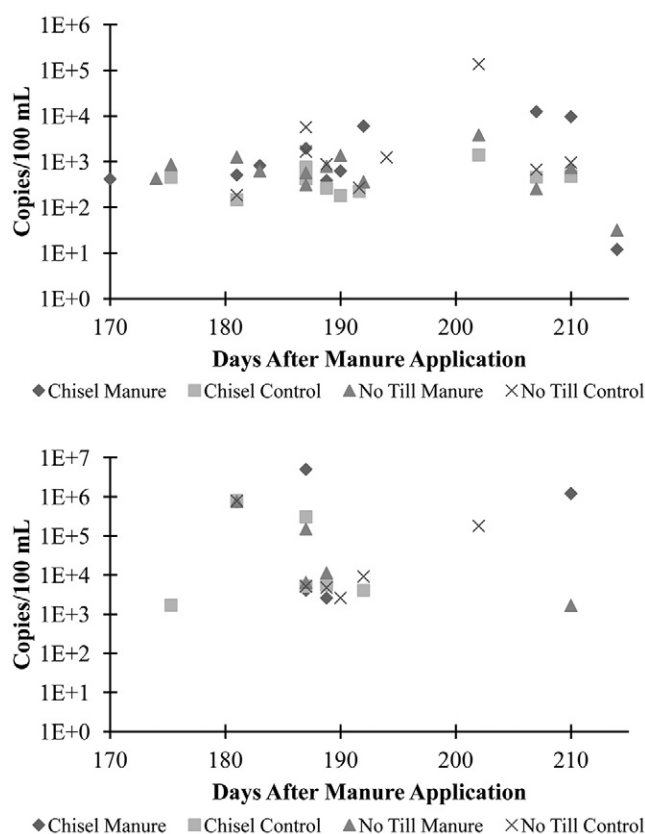 1E+6
1E+5
1E+4
1E+3
1E+2
1E+1
1E+0
Copies/100 mL
170 180 190 200 210
Days After Manure Application
Chisel Manure Chisel Control No Till Manure No Till Control
1E+7
1E+6
1E+5
1E+4
1E+3
1E+2
1E+1
1E+0
Copies/100 mL
170 180 190 200 210
Days After Manure Application
Chisel Manure Chisel Control No Till Manure No Till Control